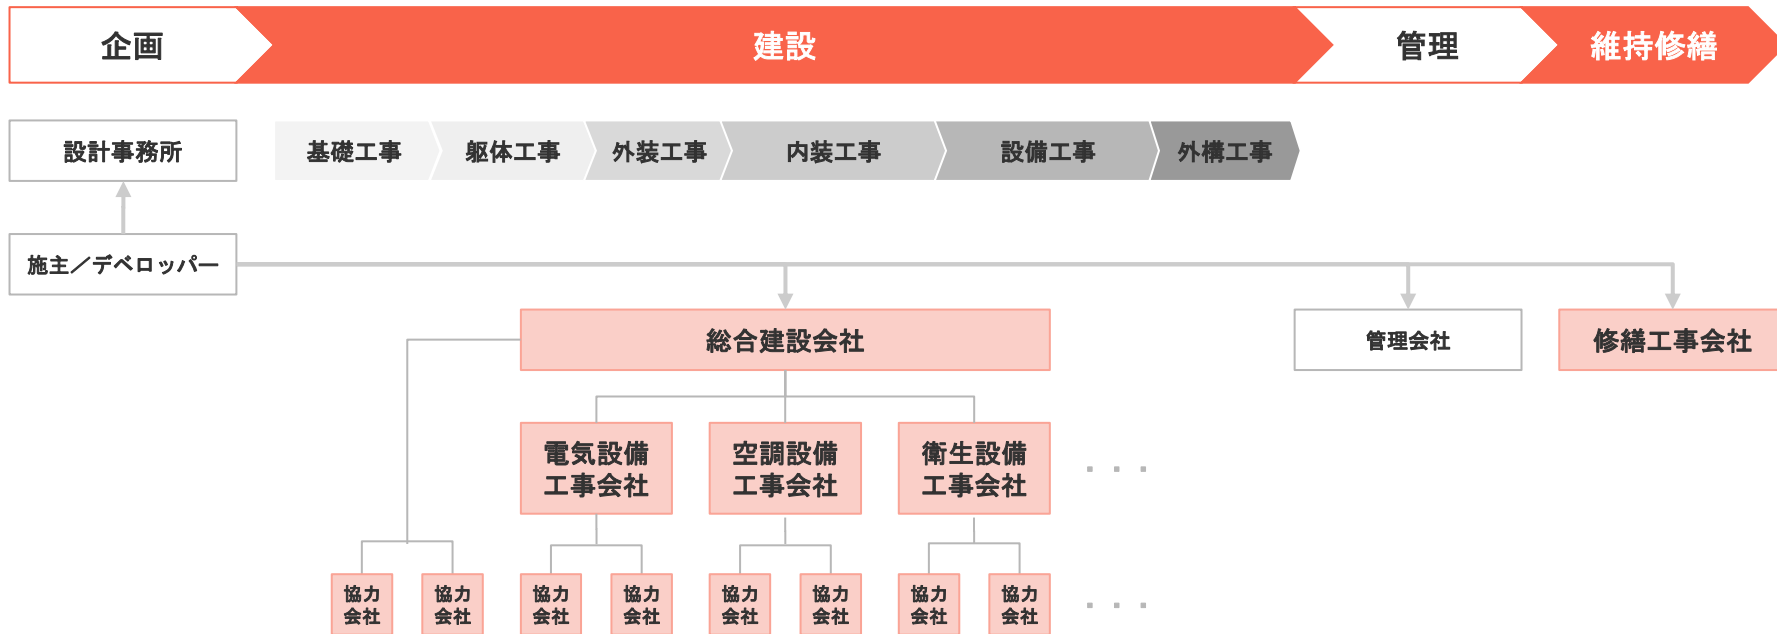 企画
建設
管理
維持修繕
設計事務所
基礎工事
躯体工事
外装工事
内装工事
設備工事
外構工事
施主／デベロッパー
総合建設会社
管理会社
修繕工事会社
電気設備
工事会社
空調設備
工事会社
衛生設備
工事会社
・・・
協力
会社
協力
会社
協力
会社
協力
会社
協力
会社
協力
会社
協力
会社
協力
会社
・・・